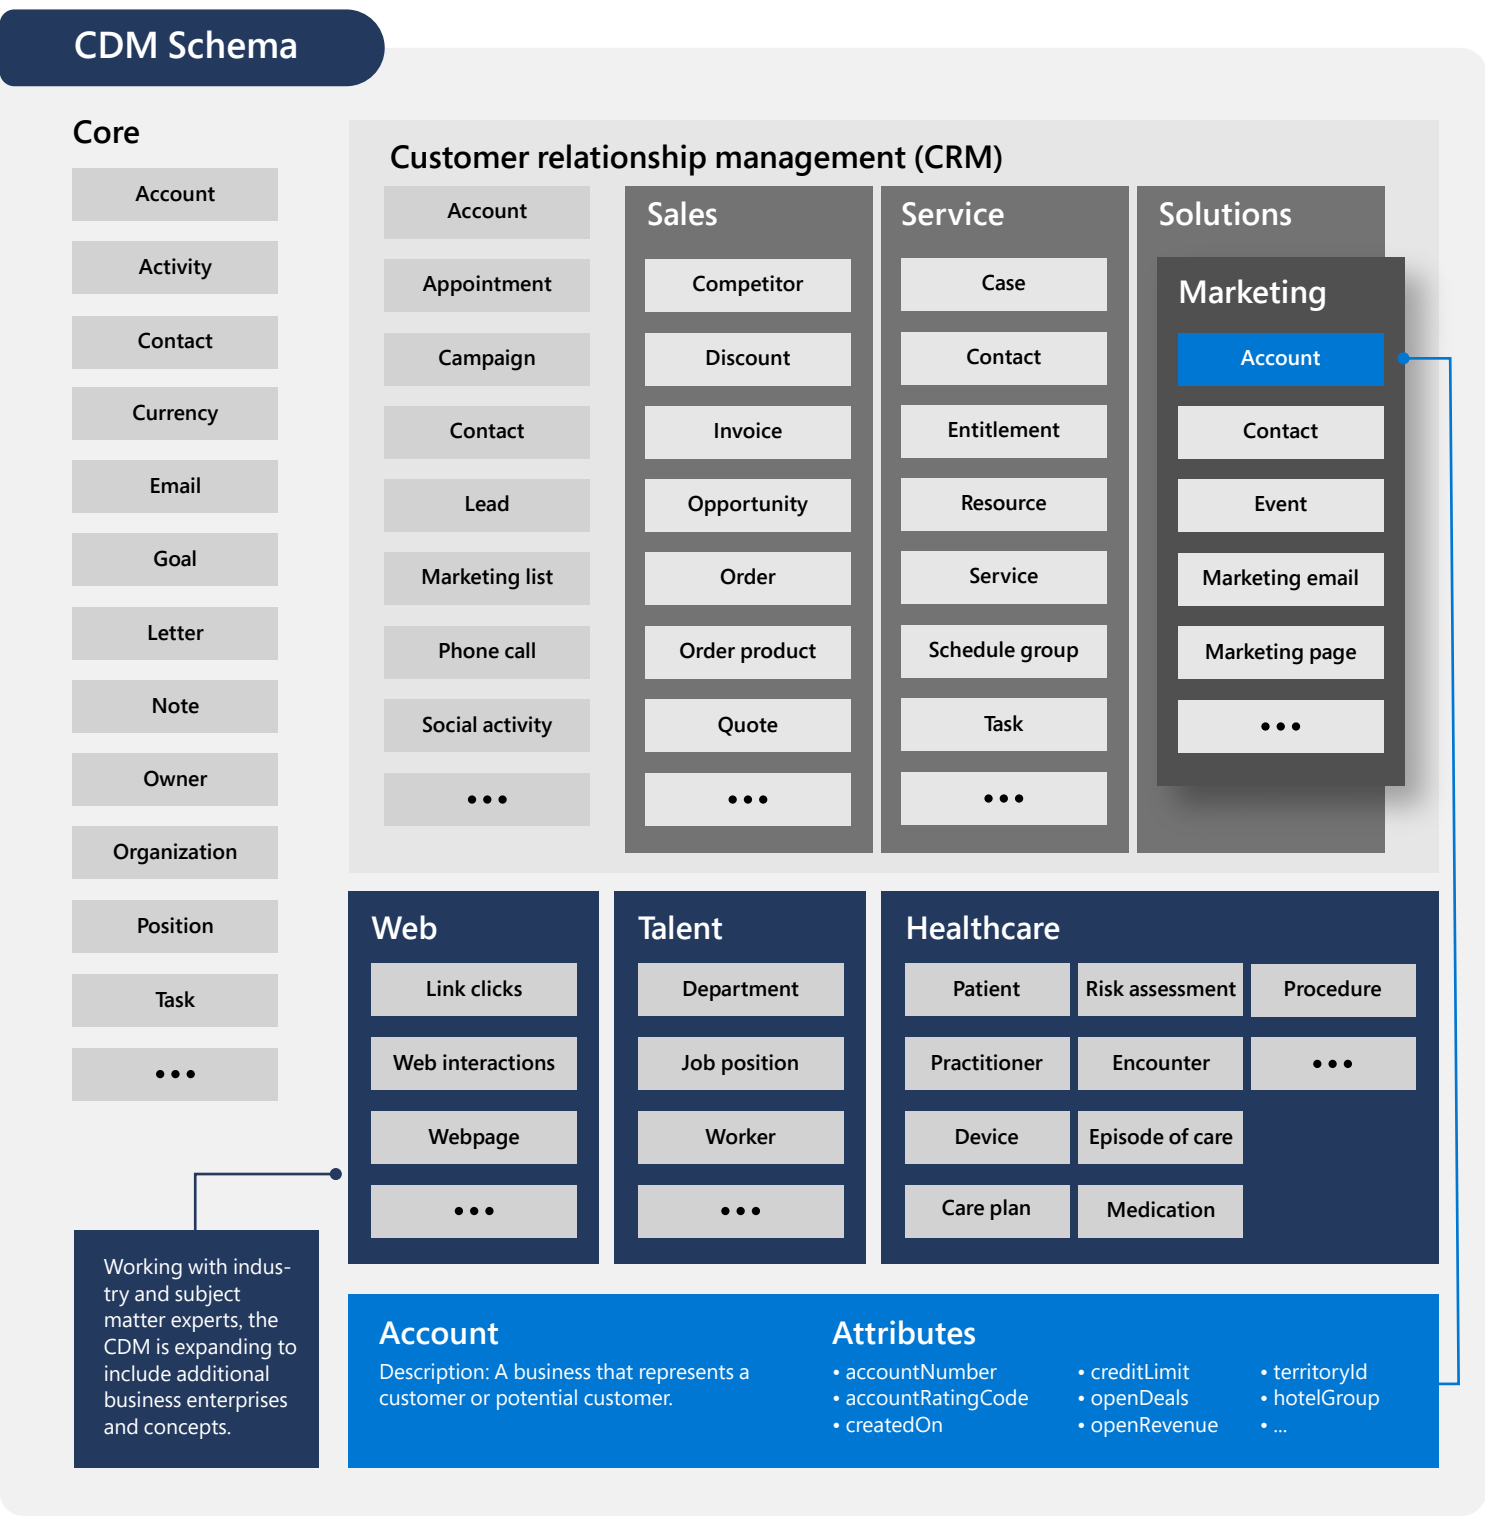 CDM Schema
Core
Account
Activity
Contact
Currency
Email
Goal
Letter
Note
Owner
Organization
Position
Task
•••
Customer relationship management (CRM)
Account
Appointment
Campaign
Contact
Lead
Marketing list
Phone call
Social activity
•••
Sales
Competitor
Discount
Invoice
Opportunity
Order
Order product
Quote
•••
Service
Case
Contact
Entitlement
Resource
Service
Schedule group
Task
•••
Solutions
Marketing
Account
Contact
Event
Marketing email
Marketing page
•••
Web
Link clicks
Web interactions
Webpage
•••
Talent
Department
Job position
Worker
•••
Healthcare
Patient
Practitioner
Device
Care plan
Risk assessment
Encounter
Episode of care
Medication
Procedure
•••
Working with indus-
try and subject
matter experts, the
CDM is expanding to
include additional
business enterprises
and concepts.
Account
Description: A business that represents a
customer or potential customer.
Attributes
• accountNumber
• accountRatingCode
• createdOn
• creditLimit
• openDeals
• openRevenue
• territoryId
• hotelGroup
• ...